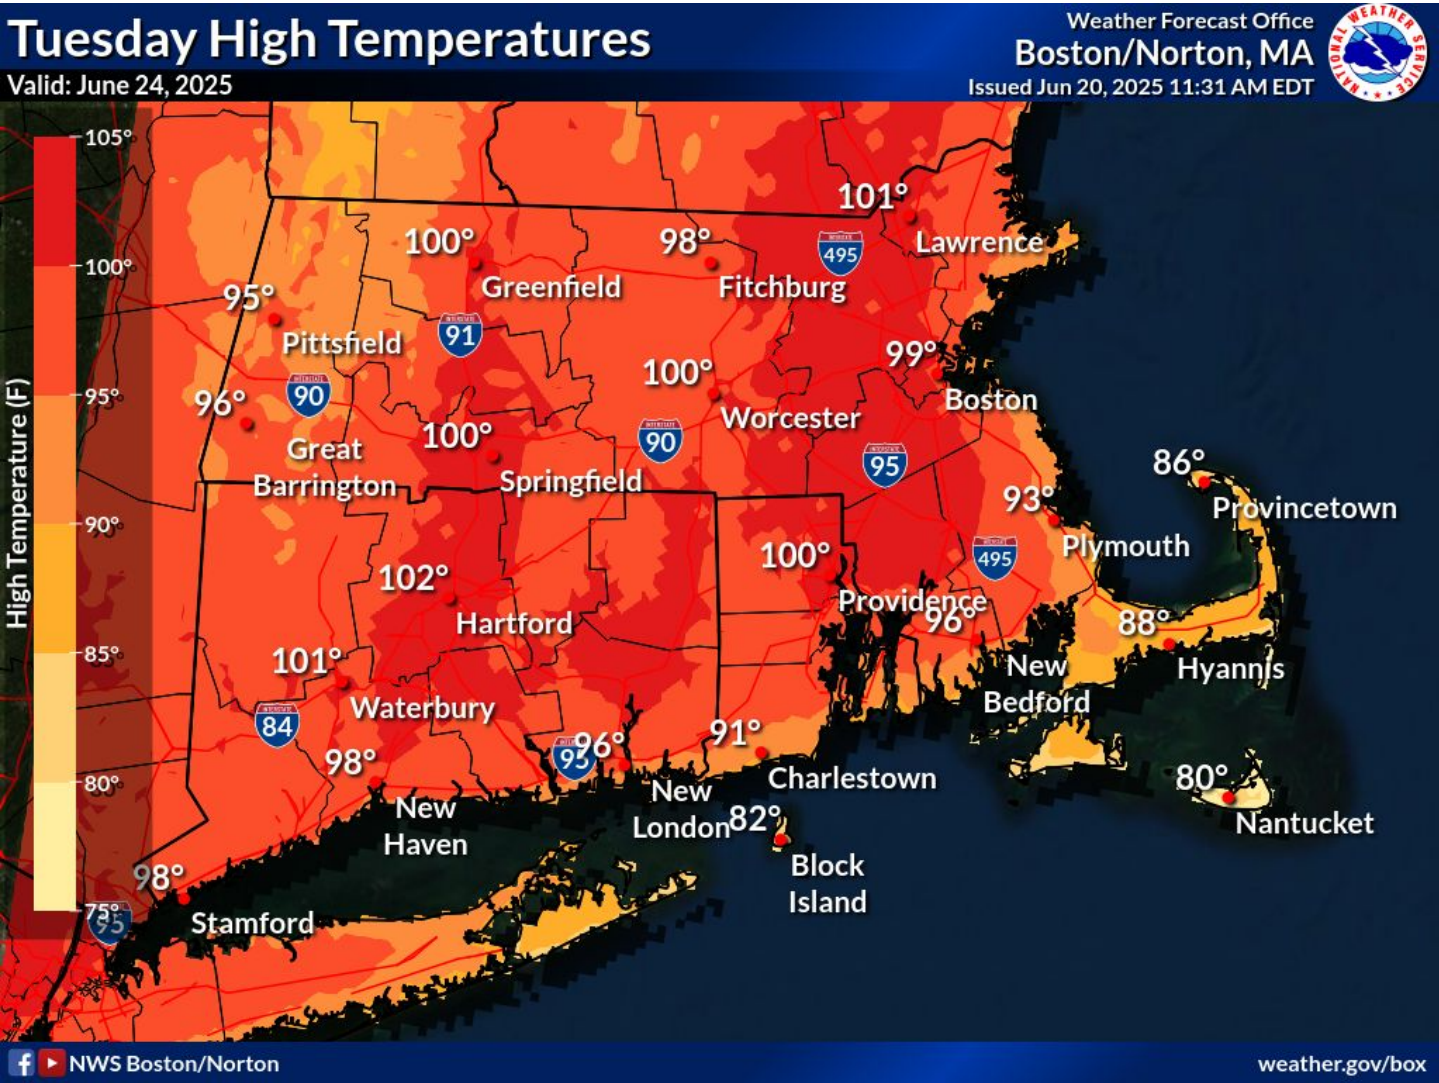 Tuesday High Temperatures
Valid: June 24, 2025
Weather Forecast Office
Boston/Norton, MA
Issued Jun 20, 2025 11:31 AM EDT
NATIONAL WEATHER SERVICE
High Temperature (F)
105°
100°
95°
90°
85°
80°
75°
101°
Lawrence
495
100°
Greenfield
98°
Fitchburg
95°
Pittsfield
91
99°
Boston
100°
Worcester
96°
Great
Barrington
90
100°
Springfield
90
95
86°
Provincetown
93°
Plymouth
495
100°
Providence
102°
Hartford
96°
New
Bedford
88°
Hyannis
101°
Waterbury
84
98°
New
Haven
95
96°
New
London
91°
Charlestown
82°
Block
Island
80°
Nantucket
98°
Stamford
95
NWS Boston/Norton
weather.gov/box